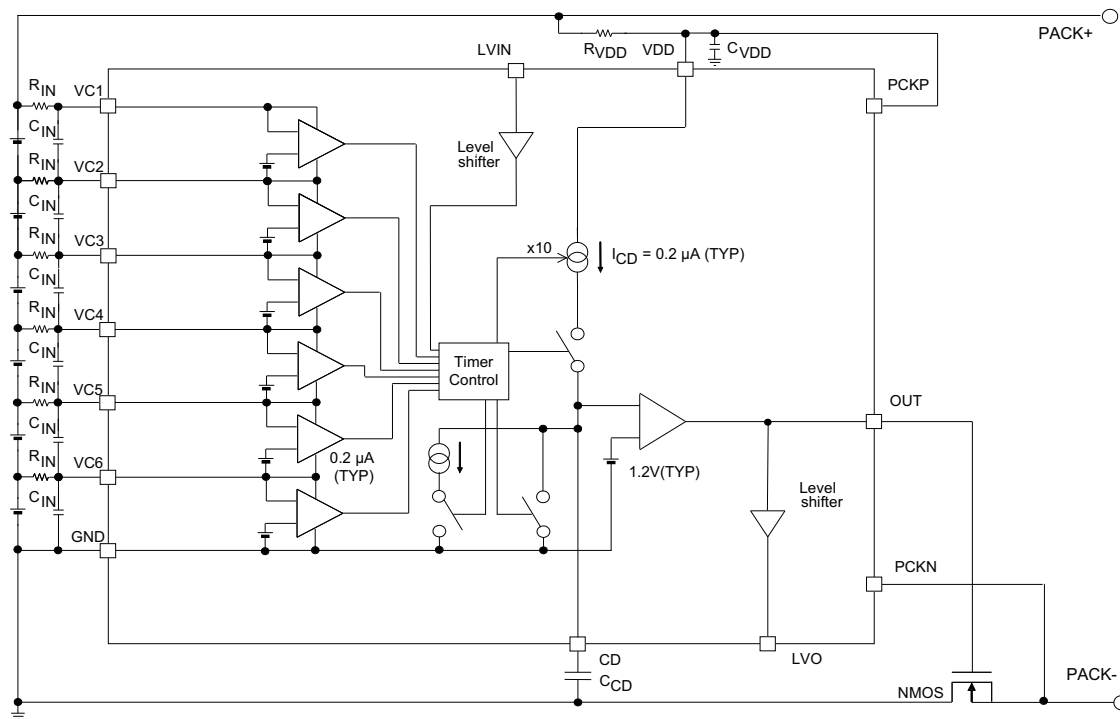 PACK+
RVDD
VDD
CVDD
LVIN
PCKP
RIN
VC1
CIN
Level
shifter
RIN
VC2
CIN
RIN
VC3
x10
ICD = 0.2 µA (TYP)
CIN
RIN
VC4
CIN
Timer
Control
RIN
VC5
OUT
CIN
0.2 µA
(TYP)
RIN
VC6
1.2V(TYP)
CIN
Level
shifter
GND
PCKN
CD
LVO
CCD
NMOS
PACK-